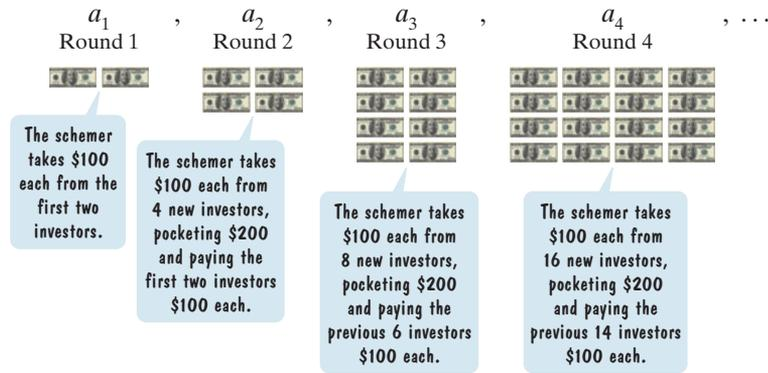 a₁ , a₂ , a₃ , a₄ , ...
Round 1 Round 2 Round 3 Round 4
The schemer
takes $100
each from the
first two
investors.
The schemer takes
$100 each from
4 new investors,
pocketing $200
and paying the
first two investors
$100 each.
The schemer takes
$100 each from
8 new investors,
pocketing $200
and paying the
previous 6 investors
$100 each.
The schemer takes
$100 each from
16 new investors,
pocketing $200
and paying the
previous 14 investors
$100 each.